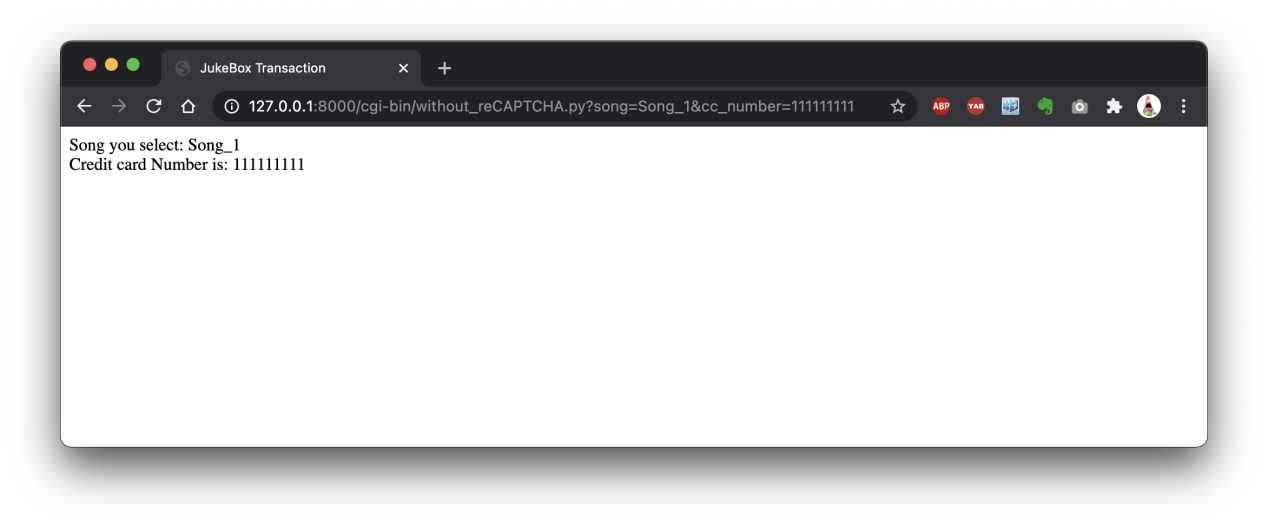 JukeBox Transaction
127.0.0.1:8000/cgi-bin/without_reCAPTCHA.py?song=Song_1&cc_number=111111111
ABP
YAB
Song you select: Song_1
Credit card Number is: 111111111